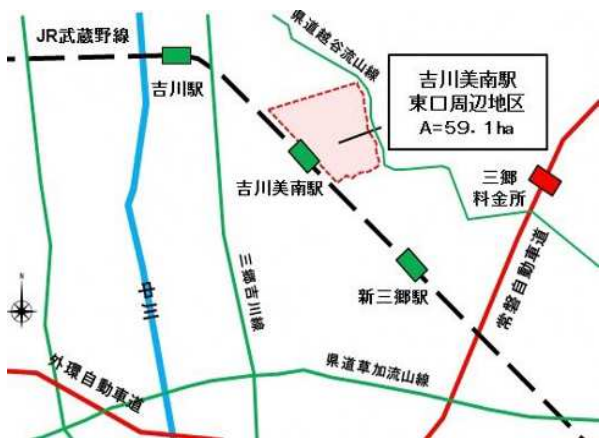 JR武蔵野線
吉川駅
県道越谷流山線
吉川美南駅
東口周辺地区
A=59.1ha
吉川美南駅
三郷
料金所
新三郷駅
常磐自動車道
三郷吉川線
中川
外環自動車道
県道草加流山線
N